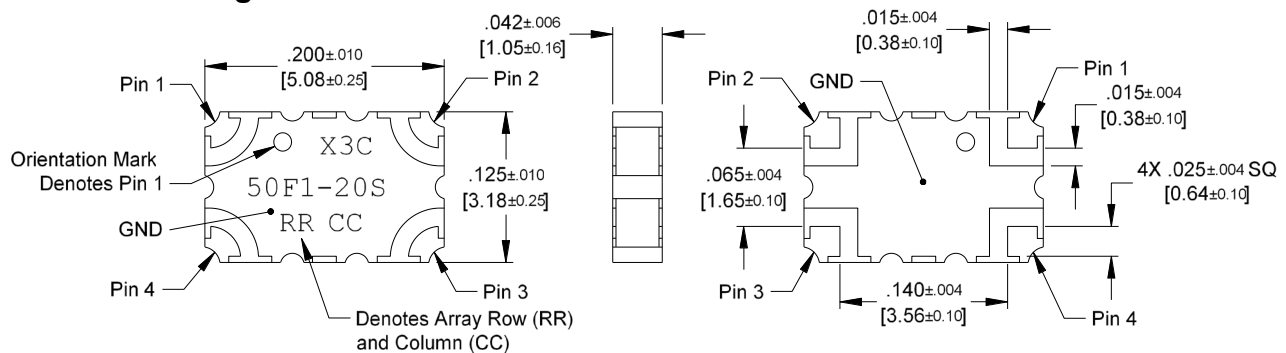 .200±.010
[5.08±0.25]
Pin 1
Pin 2
Orientation Mark
Denotes Pin 1
X3C
50F1-20S
RR CC
GND
.125±.010
[3.18±0.25]
Pin 4
Pin 3
Denotes Array Row (RR)
and Column (CC)
.042±.006
[1.05±0.16]
.015±.004
[0.38±0.10]
Pin 2
GND
Pin 1
.015±.004
[0.38±0.10]
.065±.004
[1.65±0.10]
4X .025±.004 SQ
[0.64±0.10]
Pin 3
.140±.004
[3.56±0.10]
Pin 4